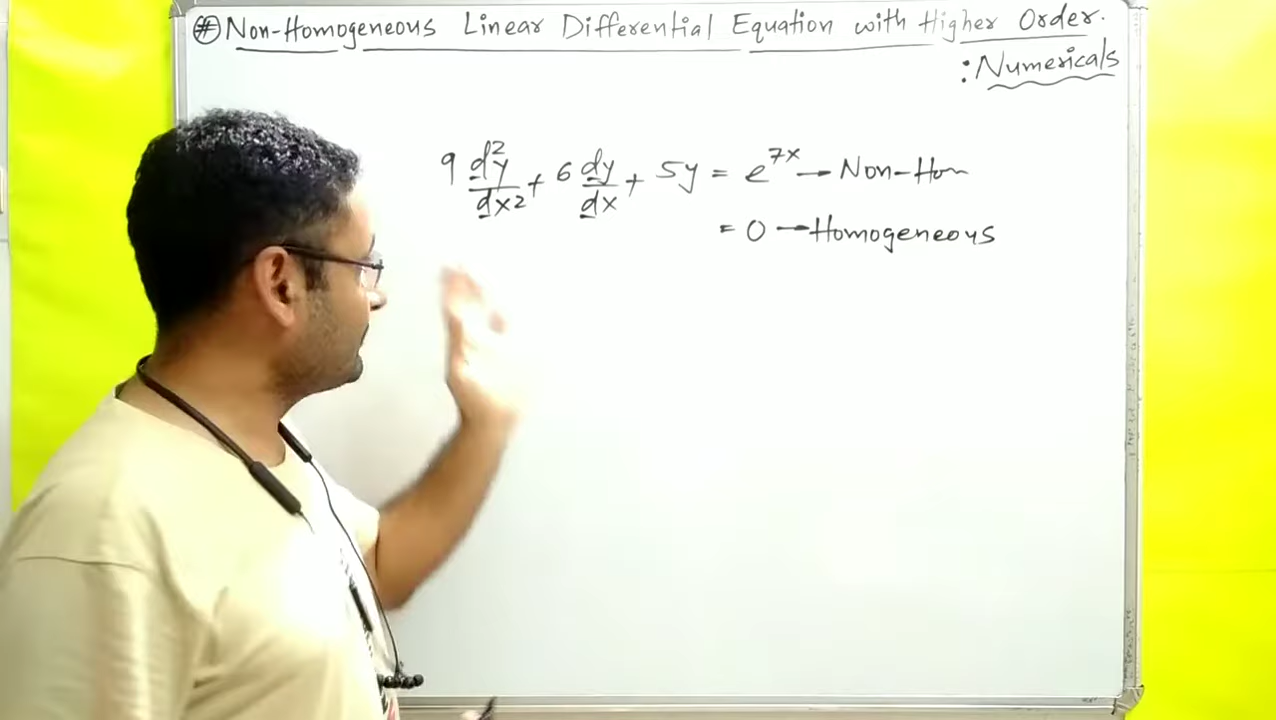 # Non-Homogeneous Linear Differential Equation with Higher Order.
: Numericals
9 d²y/dx² + 6 dy/dx + 5y = e^7x → Non-Hom
= 0 → Homogeneous